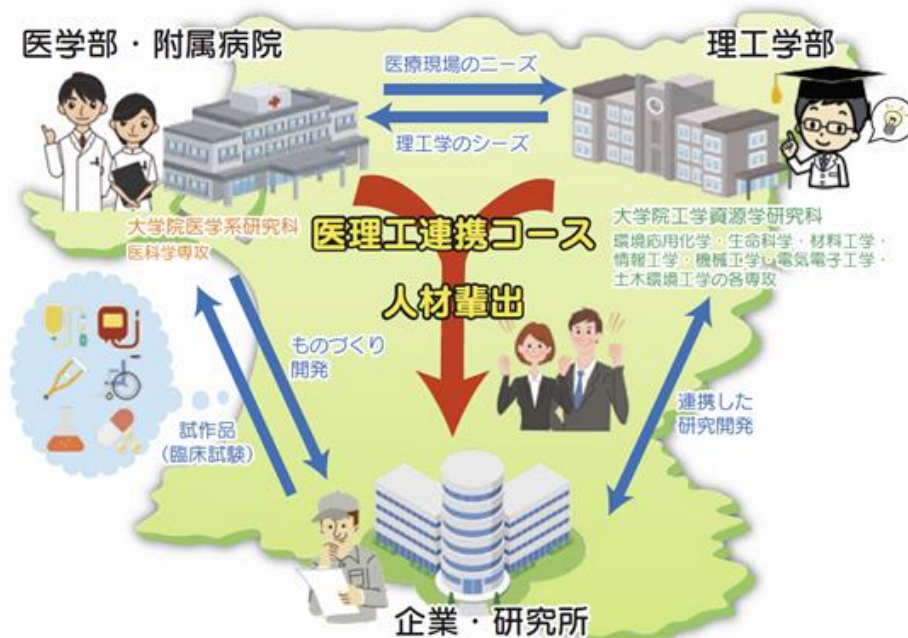 医学部・附属病院
理工学部
医療現場のニーズ
理工学のシーズ
大学院医学系研究科
医科学専攻
医理工連携コース
人材輩出
大学院工学資源学研究科
環境応用化学・生命科学・材料工学・
情報工学・機械工学・電気電子工学・
土木環境工学の各専攻
ものづくり
開発
試作品
(臨床試験)
連携した
研究開発
企業・研究所